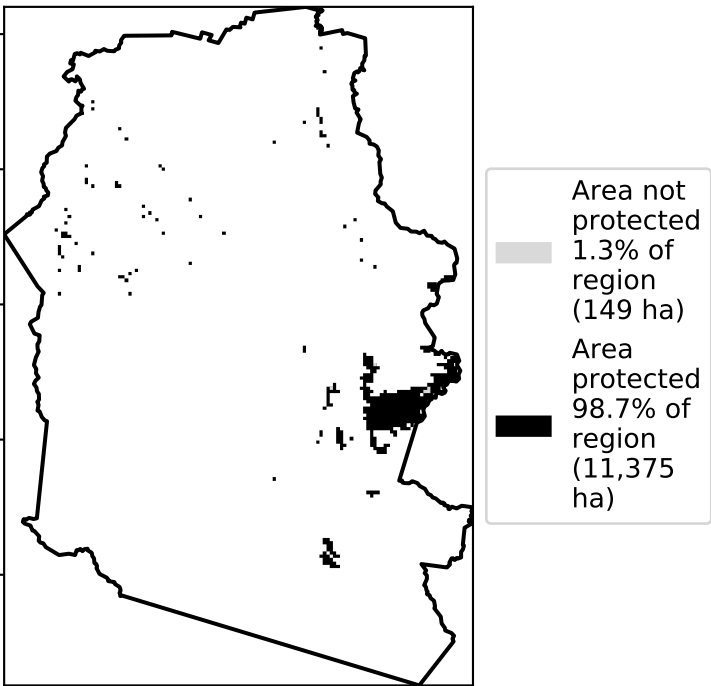 Area not
protected
1.3% of
region
(149 ha)
Area
protected
98.7% of
region
(11,375
ha)